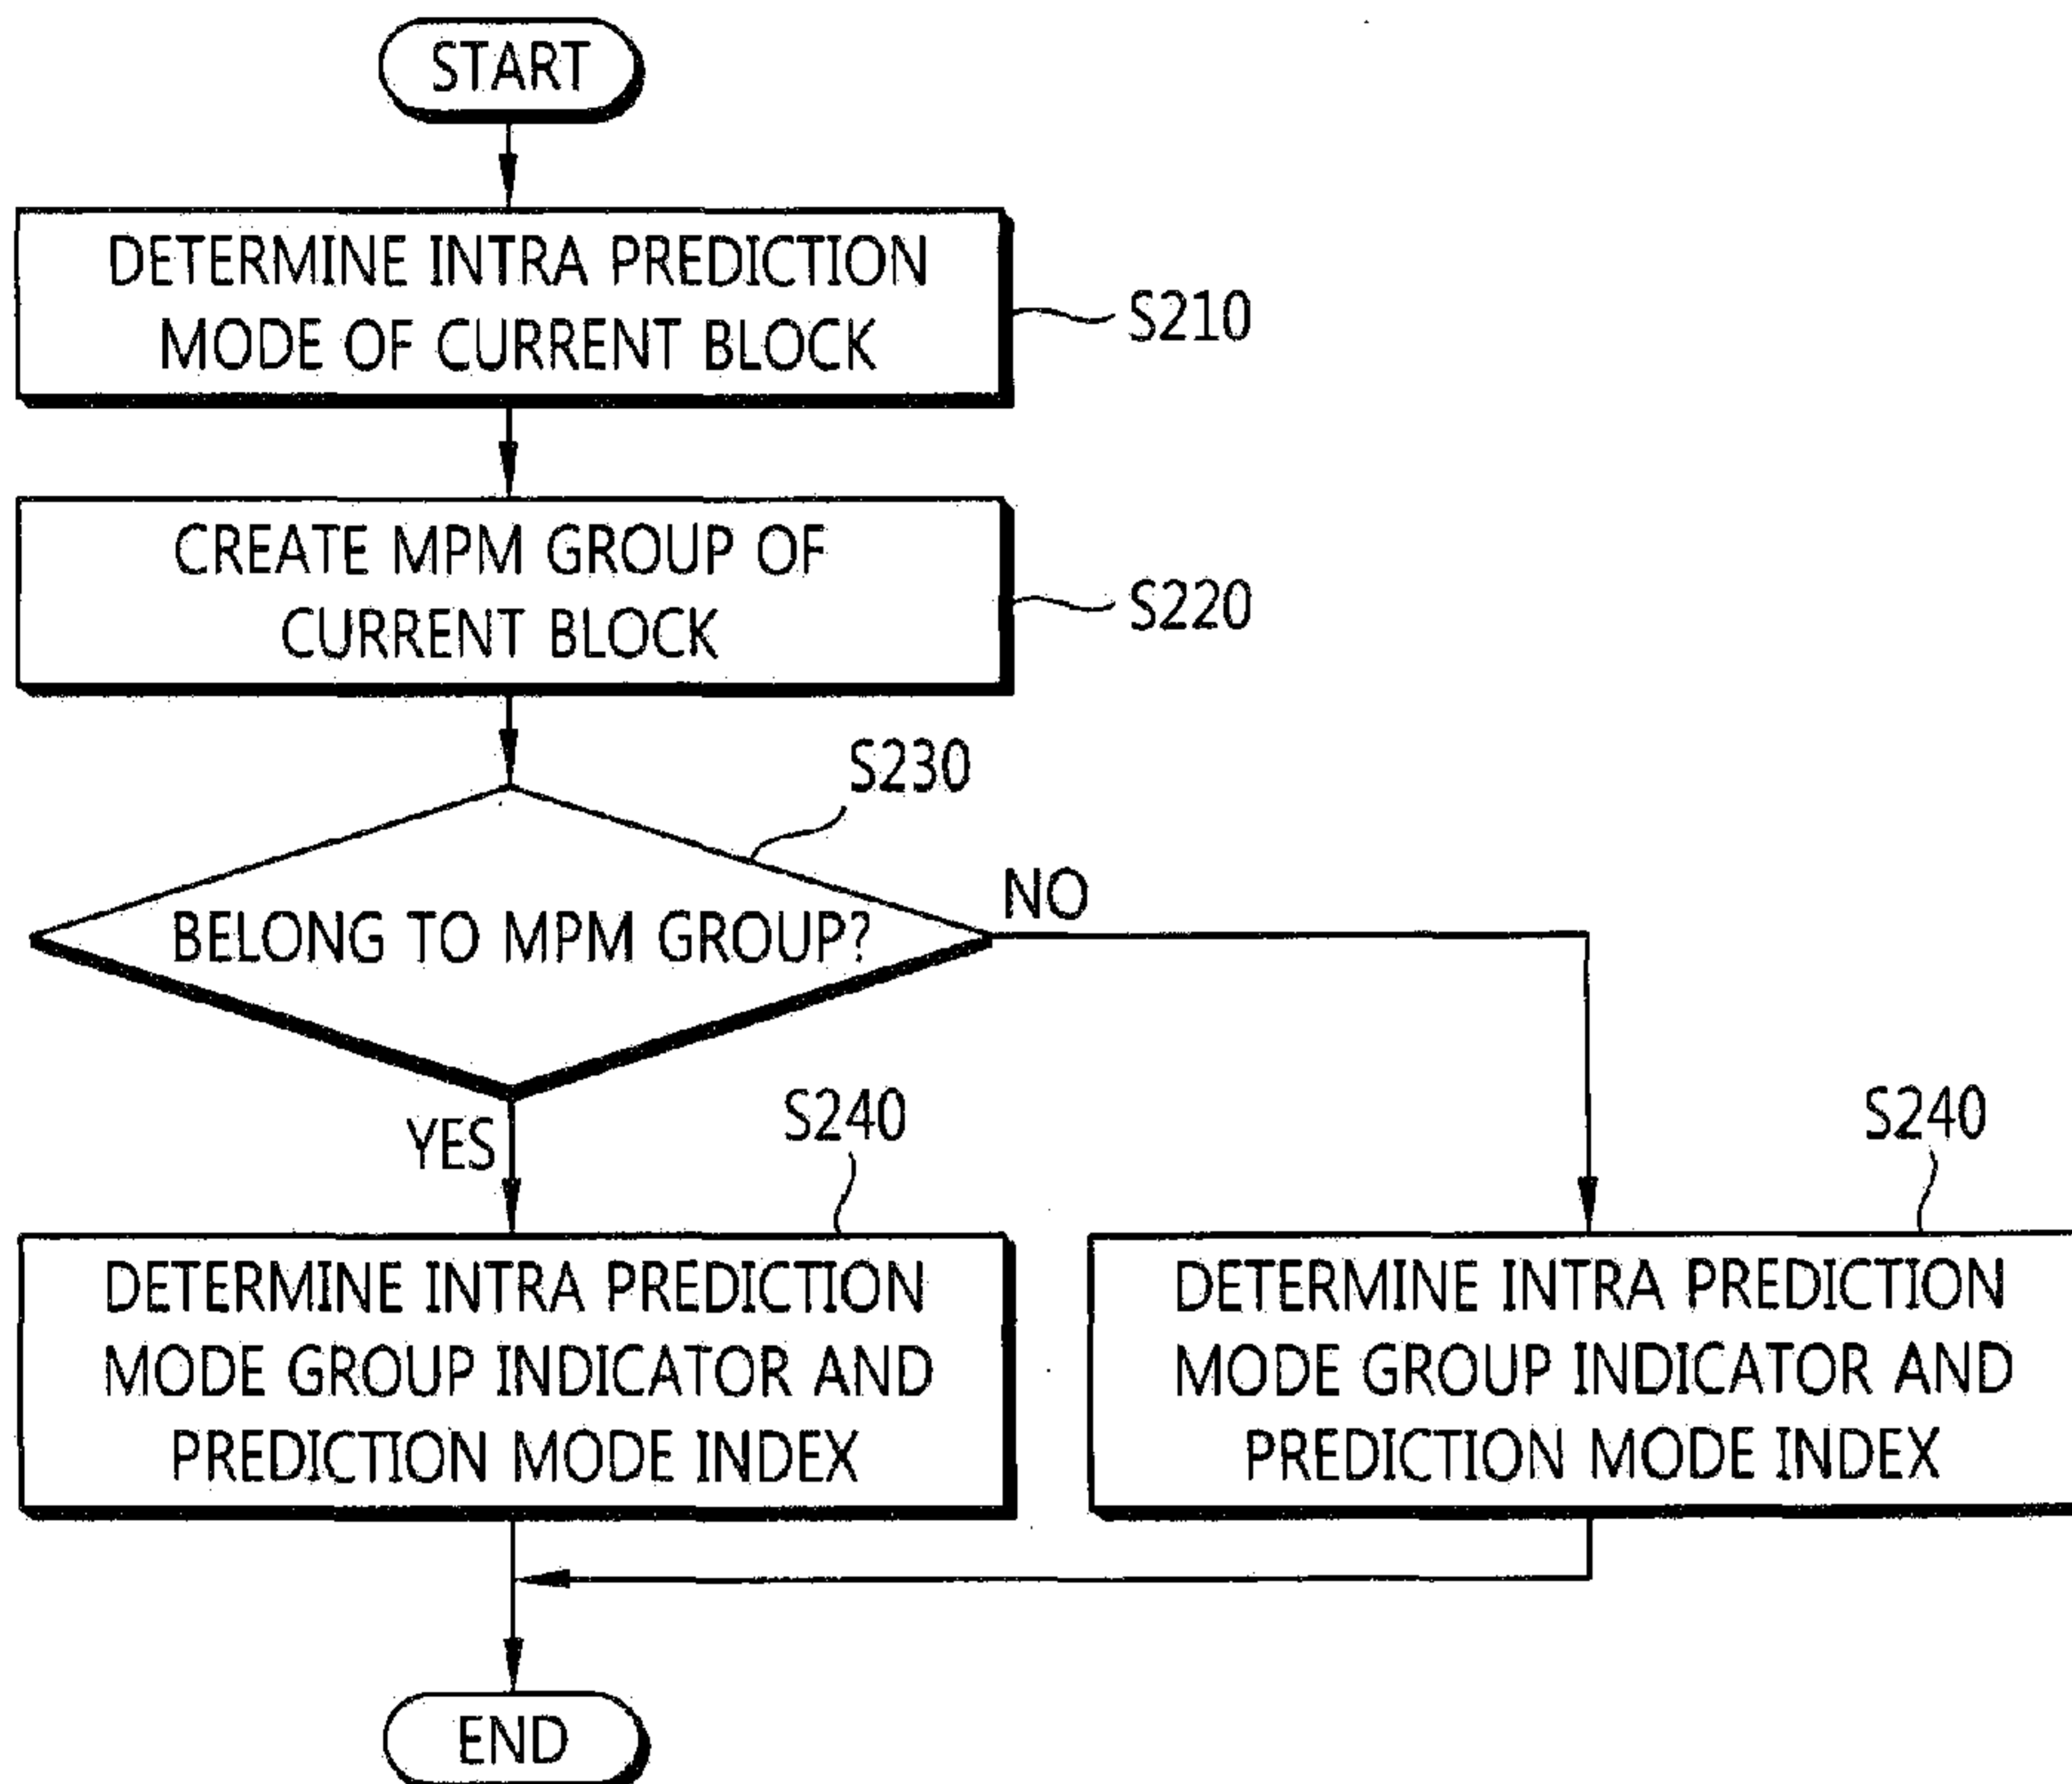 START
DETERMINE INTRA PREDICTION
MODE OF CURRENT BLOCK
S210
CREATE MPM GROUP OF
CURRENT BLOCK
S220
S230
BELONG TO MPM GROUP?
NO
YES
S240
S240
DETERMINE INTRA PREDICTION
MODE GROUP INDICATOR AND
PREDICTION MODE INDEX
DETERMINE INTRA PREDICTION
MODE GROUP INDICATOR AND
PREDICTION MODE INDEX
END